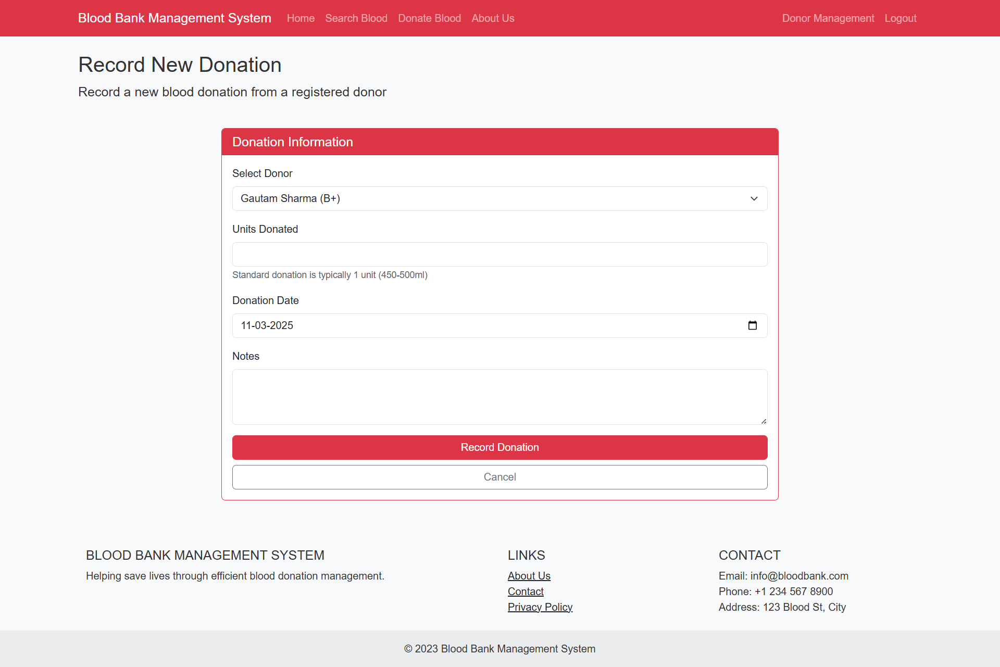 Blood Bank Management System Home Search Blood Donate Blood About Us Donor Management Logout
Record New Donation
Record a new blood donation from a registered donor
Donation Information
Select Donor
Gautam Sharma (B+)
Units Donated
Standard donation is typically 1 unit (450-500ml)
Donation Date
11-03-2025
Notes
Record Donation
Cancel
BLOOD BANK MANAGEMENT SYSTEM
Helping save lives through efficient blood donation management.
LINKS
About Us
Contact
Privacy Policy
CONTACT
Email: info@bloodbank.com
Phone: +1 234 567 8900
Address: 123 Blood St, City
© 2023 Blood Bank Management System